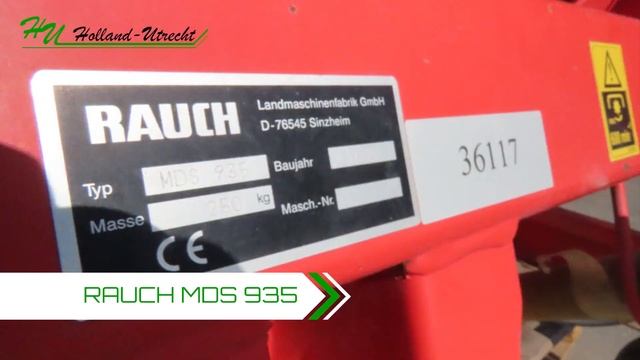 HU Holland-Utrecht
RAUCH
Landmaschinenfabrik GmbH
D-76545 Sinzheim
Typ MDS 935
Baujahr
Masse 250 kg
Masch.-Nr.
CE
36117
RAUCH MDS 935